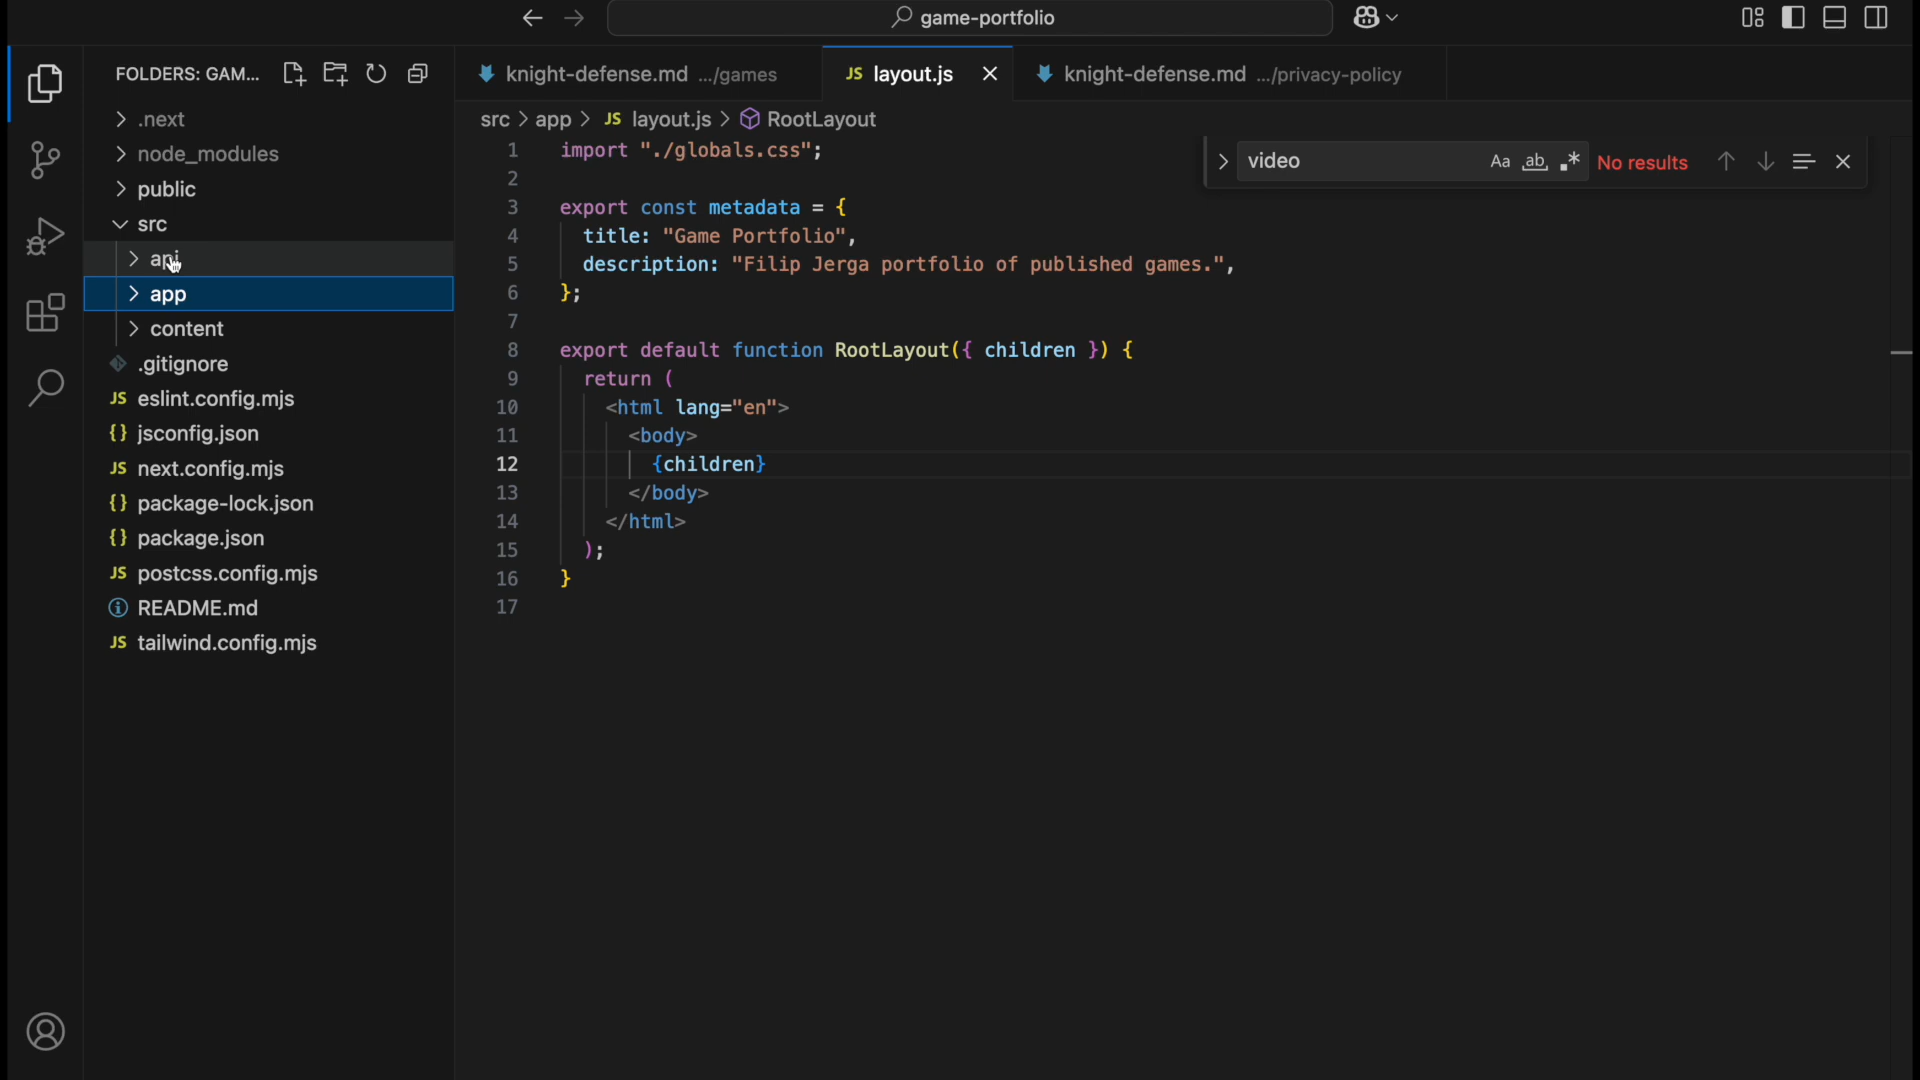 game-portfolio
FOLDERS: GAM...
knight-defense.md .../games
JS layout.js
knight-defense.md .../privacy-policy
src > app > JS layout.js > RootLayout
.next
node_modules
public
src
api
app
content
.gitignore
JS eslint.config.mjs
{} jsconfig.json
JS next.config.mjs
{} package-lock.json
{} package.json
JS postcss.config.mjs
README.md
JS tailwind.config.mjs
video Aa ab .* No results
1 import "./globals.css";
2
3 export const metadata = {
4 title: "Game Portfolio",
5 description: "Filip Jerga portfolio of published games.",
6 };
7
8 export default function RootLayout({ children }) {
9 return (
10 <html lang="en">
11 <body>
12 {children}
13 </body>
14 </html>
15 );
16 }
17